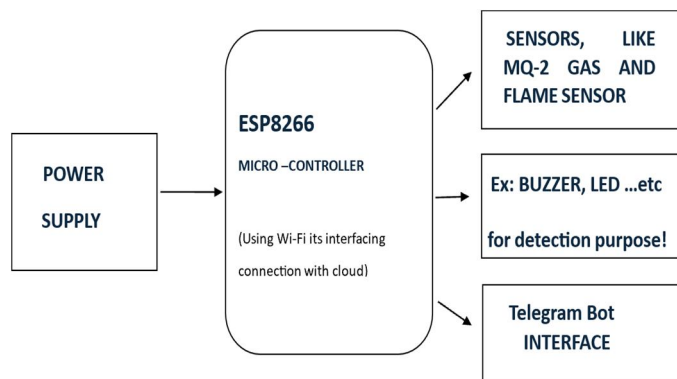 POWER
SUPPLY
ESP8266
MICRO –CONTROLLER
(Using Wi-Fi its interfacing
connection with cloud)
SENSORS, LIKE
MQ-2 GAS AND
FLAME SENSOR
Ex: BUZZER, LED ...etc
for detection purpose!
Telegram Bot
INTERFACE